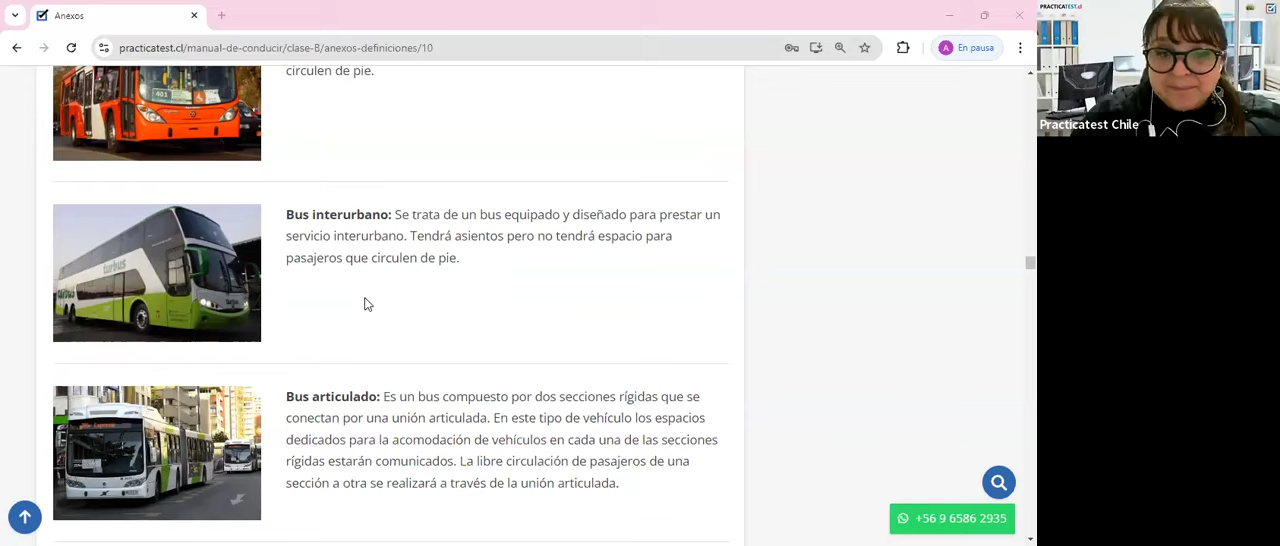 Anexos
practicatest.cl/manual-de-conducir/clase-B/anexos-definiciones/10
A
En pausa
PRACTICATEST.cl
Practicatest Chile
circulen de pie.
401
Bus interurbano: Se trata de un bus equipado y diseñado para prestar un
servicio interurbano. Tendrá asientos pero no tendrá espacio para
pasajeros que circulen de pie.
turbus
Bus articulado: Es un bus compuesto por dos secciones rígidas que se
conectan por una unión articulada. En este tipo de vehículo los espacios
dedicados para la acomodación de vehículos en cada una de las secciones
rígidas estarán comunicados. La libre circulación de pasajeros de una
sección a otra se realizará a través de la unión articulada.
+56 9 6586 2935